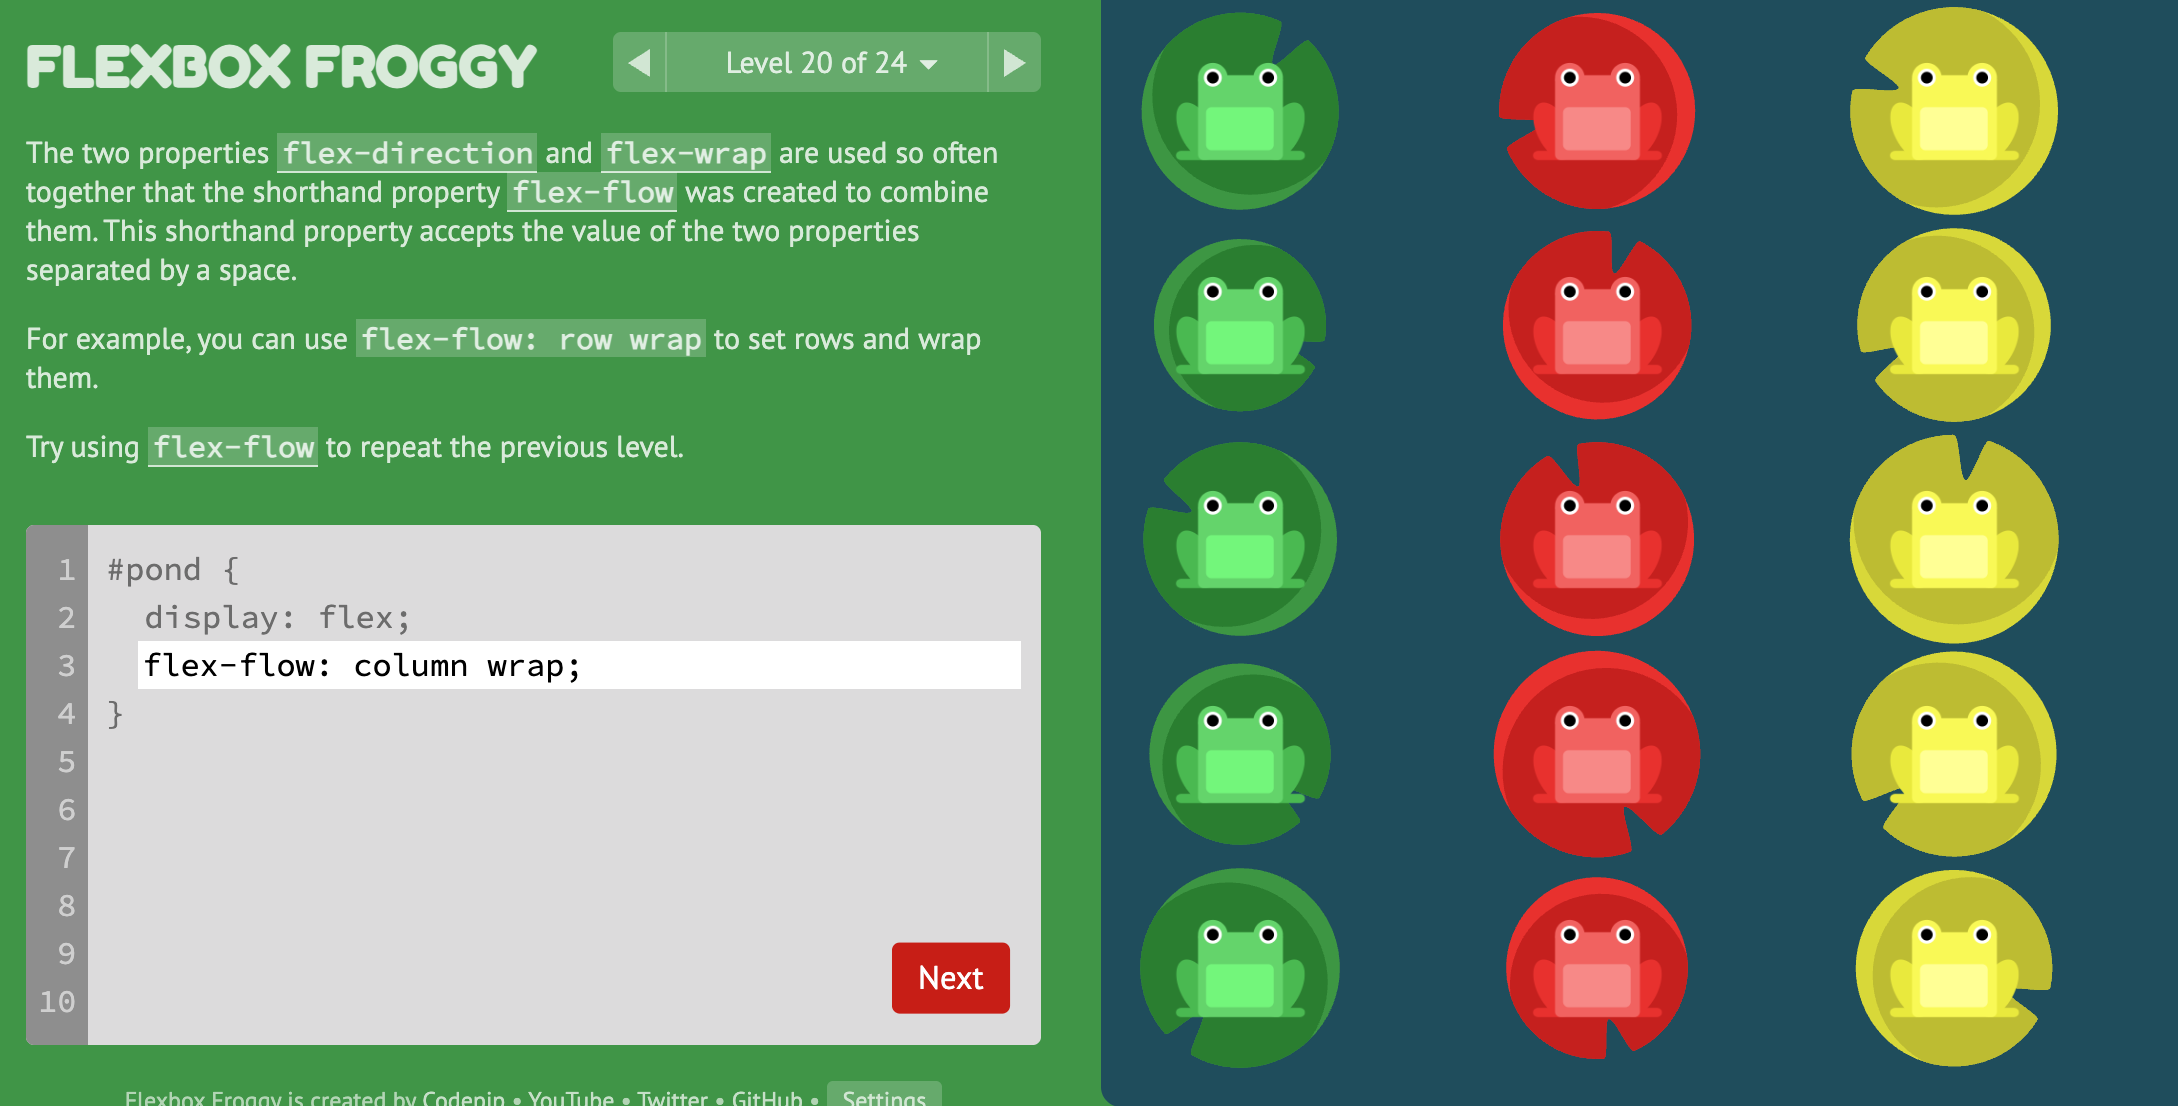 FLEXBOX FROGGY
Level 20 of 24
The two properties flex-direction and flex-wrap are used so often
together that the shorthand property flex-flow was created to combine
them. This shorthand property accepts the value of the two properties
separated by a space.
For example, you can use flex-flow: row wrap to set rows and wrap
them.
Try using flex-flow to repeat the previous level.
1 #pond {
2 display: flex;
3 flex-flow: column wrap;
4 }
5
6
7
8
9
10
Next
Flexbox Froggy is created by Codepip • YouTube • Twitter • GitHub • Settings